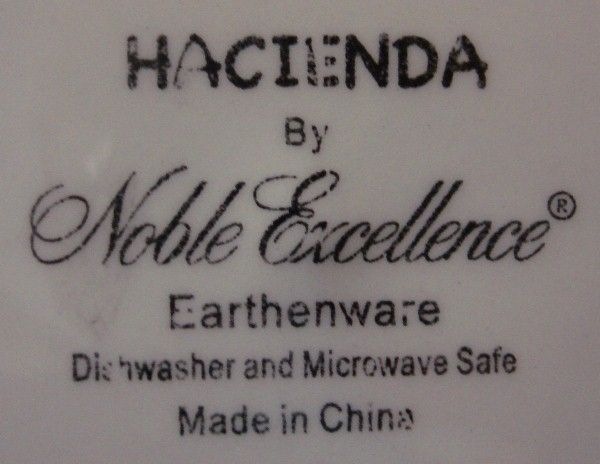 HACIENDA
By
Noble Excellence®
Earthenware
Dishwasher and Microwave Safe
Made in China